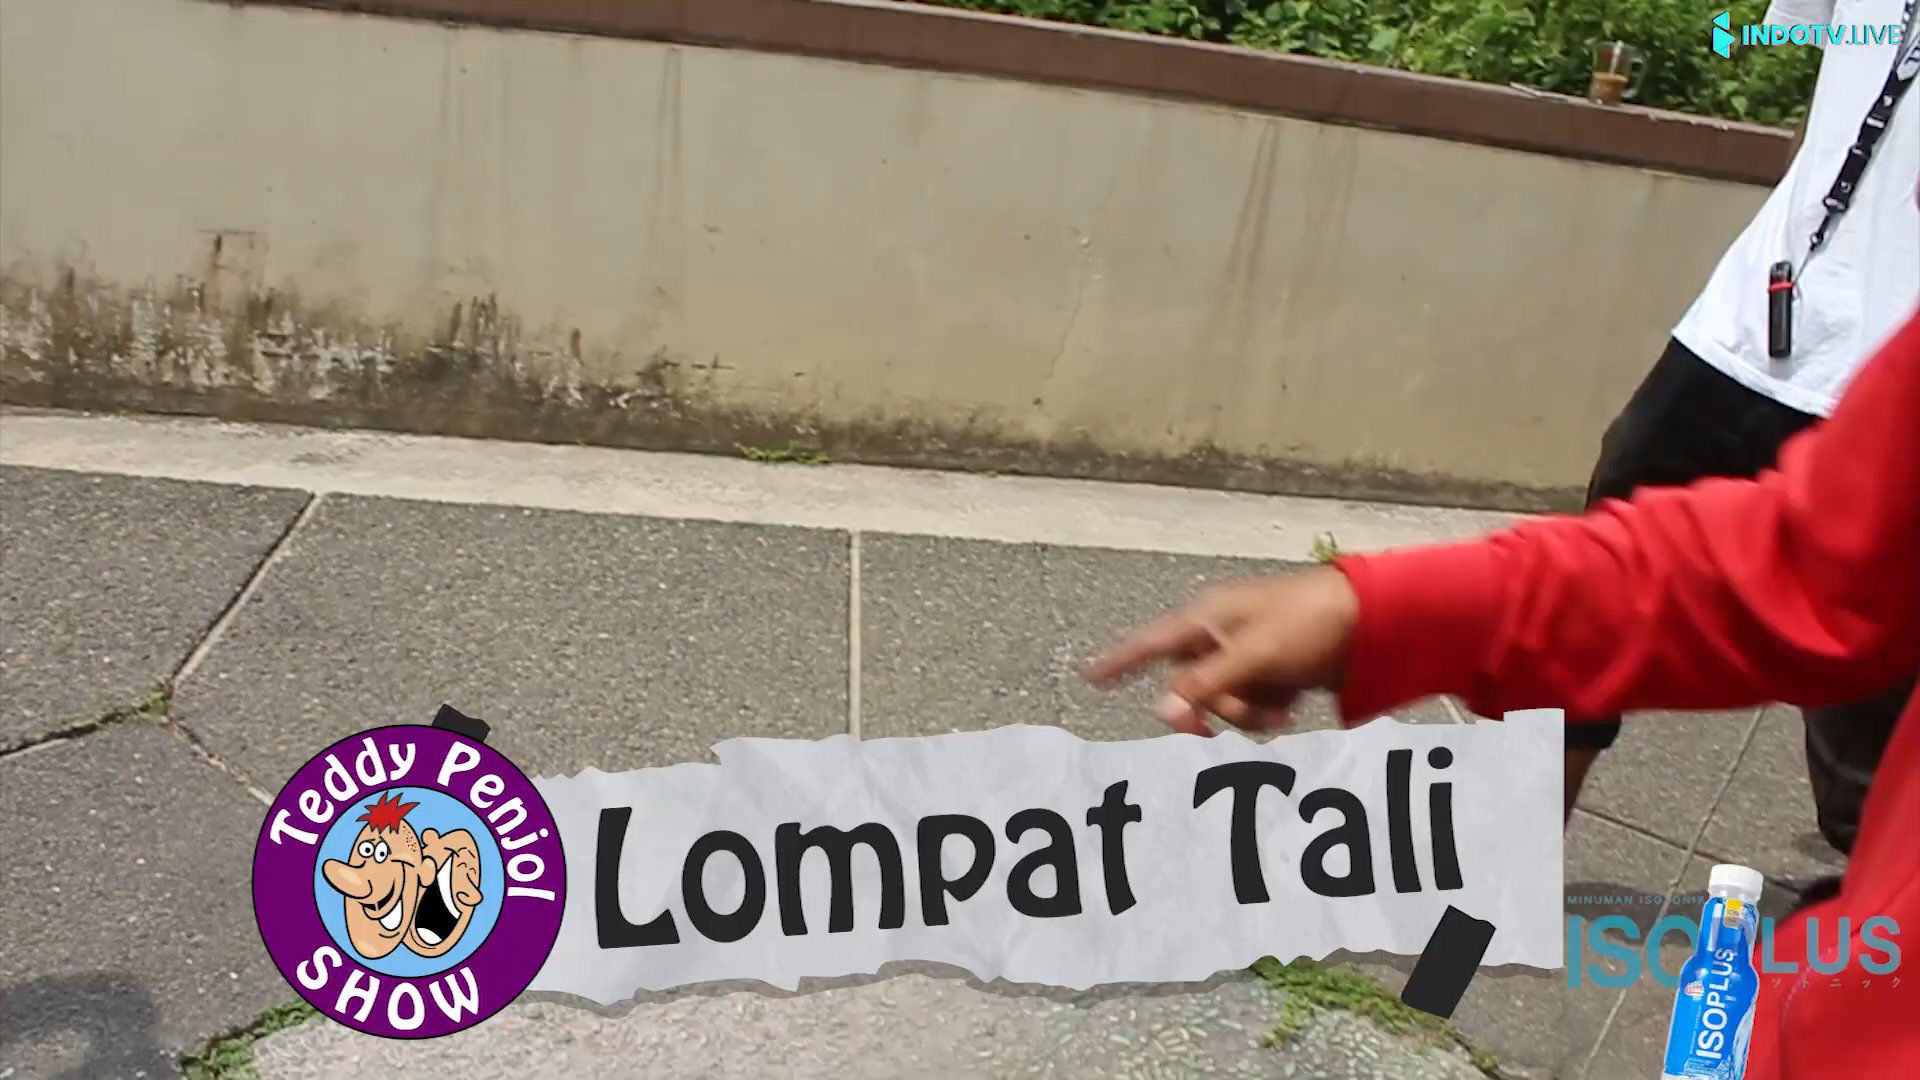 INDOTV.LIVE
Teddy Penjol
SHOW
Lompat Tali
MINUMAN ISOTONIK
ISOPLUS
ISOPLUS